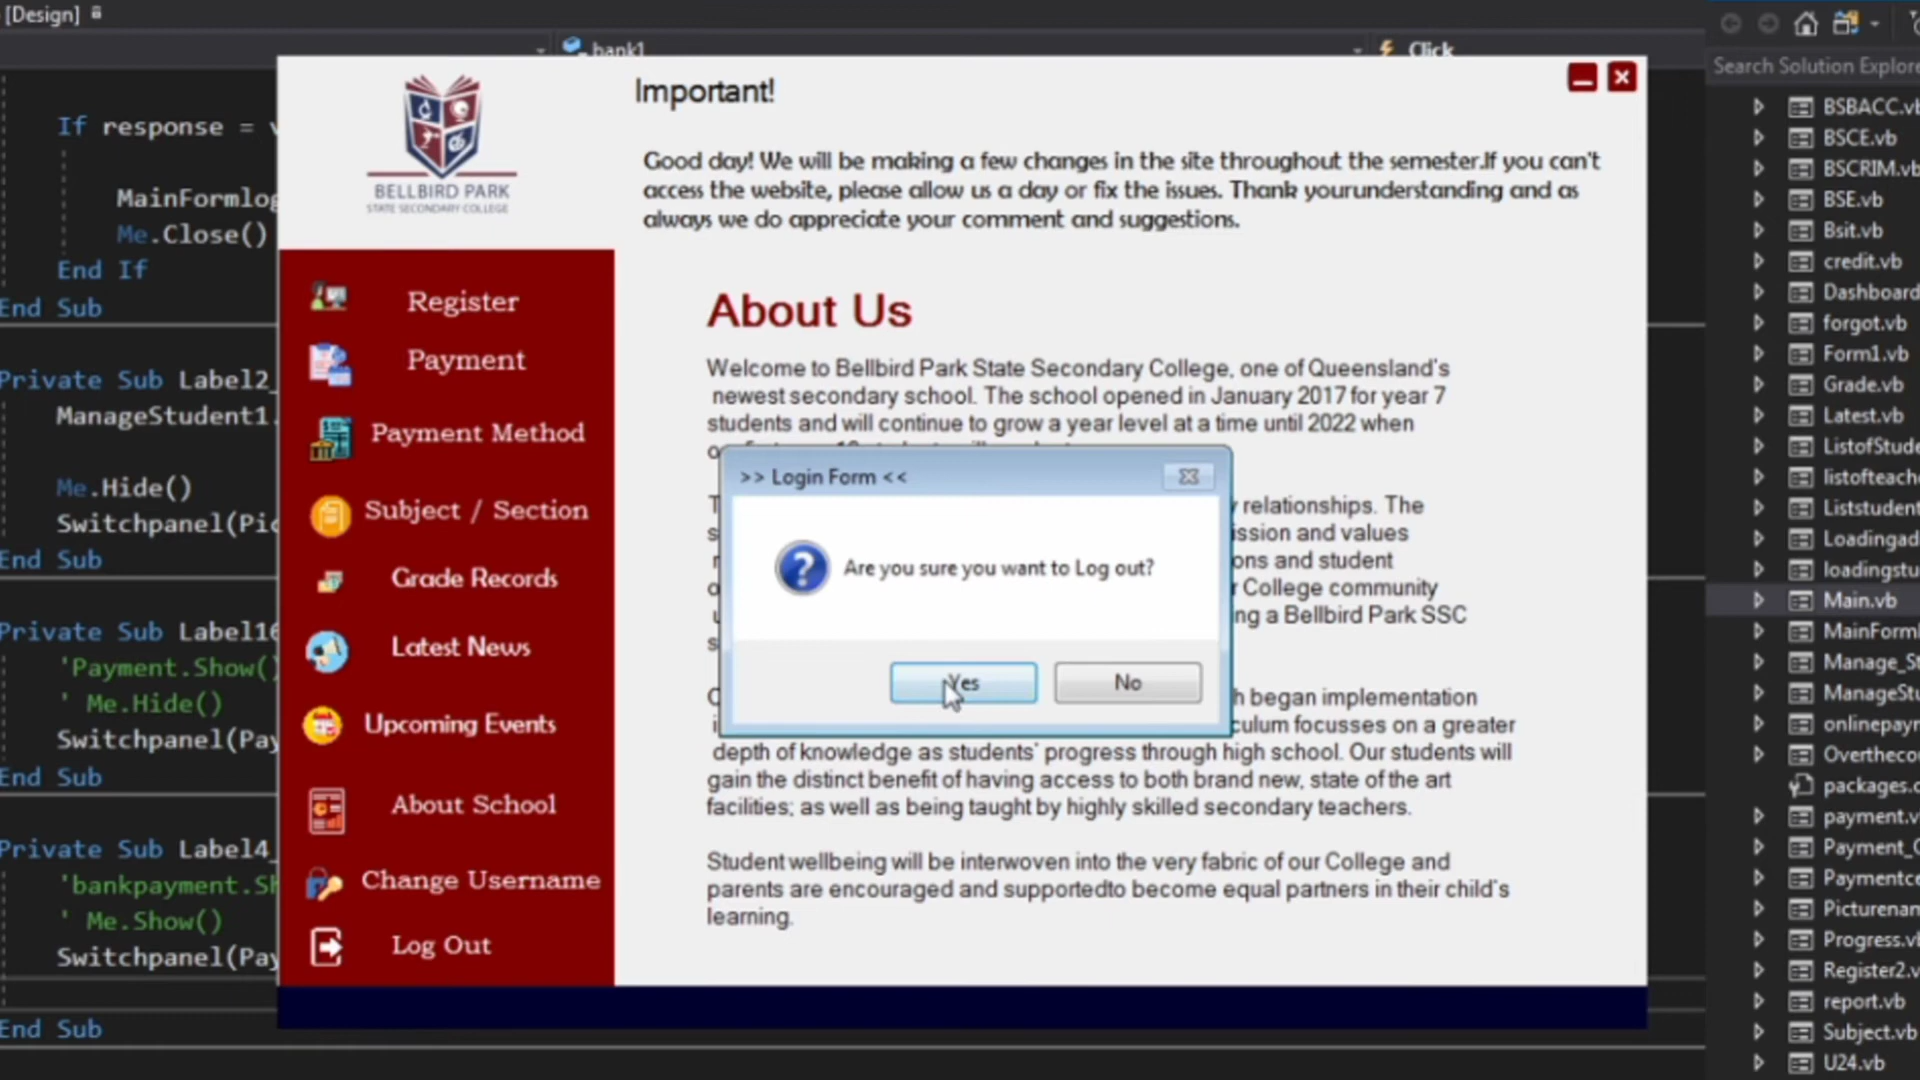 [Design]
bank1
Click
Search Solution Explore
If response =
MainFormlog
Me.Close()
End If
End Sub
Private Sub Label2_
ManageStudent1.
Me.Hide()
Switchpanel(Pic
End Sub
Private Sub Label16
'Payment.Show()
' Me.Hide()
Switchpanel(Pay
End Sub
Private Sub Label4_
'bankpayment.Sh
' Me.Show()
Switchpanel(Pay
End Sub
BELLBIRD PARK
STATE SECONDARY COLLEGE
Important!
Good day! We will be making a few changes in the site throughout the semester.If you can't
access the website, please allow us a day or fix the issues. Thank yourunderstanding and as
always we do appreciate your comment and suggestions.
Register
Payment
Payment Method
Subject / Section
Grade Records
Latest News
Upcoming Events
About School
Change Username
Log Out
About Us
Welcome to Bellbird Park State Secondary College, one of Queensland's
newest secondary school. The school opened in January 2017 for year 7
students and will continue to grow a year level at a time until 2022 when
relationships. The
ission and values
ons and student
College community
ng a Bellbird Park SSC
h began implementation
culum focusses on a greater
depth of knowledge as students' progress through high school. Our students will
gain the distinct benefit of having access to both brand new, state of the art
facilities; as well as being taught by highly skilled secondary teachers.
Student wellbeing will be interwoven into the very fabric of our College and
parents are encouraged and supportedto become equal partners in their child's
learning.
>> Login Form <<
Are you sure you want to Log out?
Yes
No
BSBACC.vb
BSCE.vb
BSCRIM.vb
BSE.vb
Bsit.vb
credit.vb
Dashboard
forgot.vb
Form1.vb
Grade.vb
Latest.vb
ListofStude
listofteache
Liststudent
Loadingad
loadingstu
Main.vb
MainForml
Manage_St
ManageStu
onlinepaym
Overthecou
packages.c
payment.v
Payment_C
Paymentce
Picturenam
Progress.vb
Register2.v
report.vb
Subject.vb
U24.vb